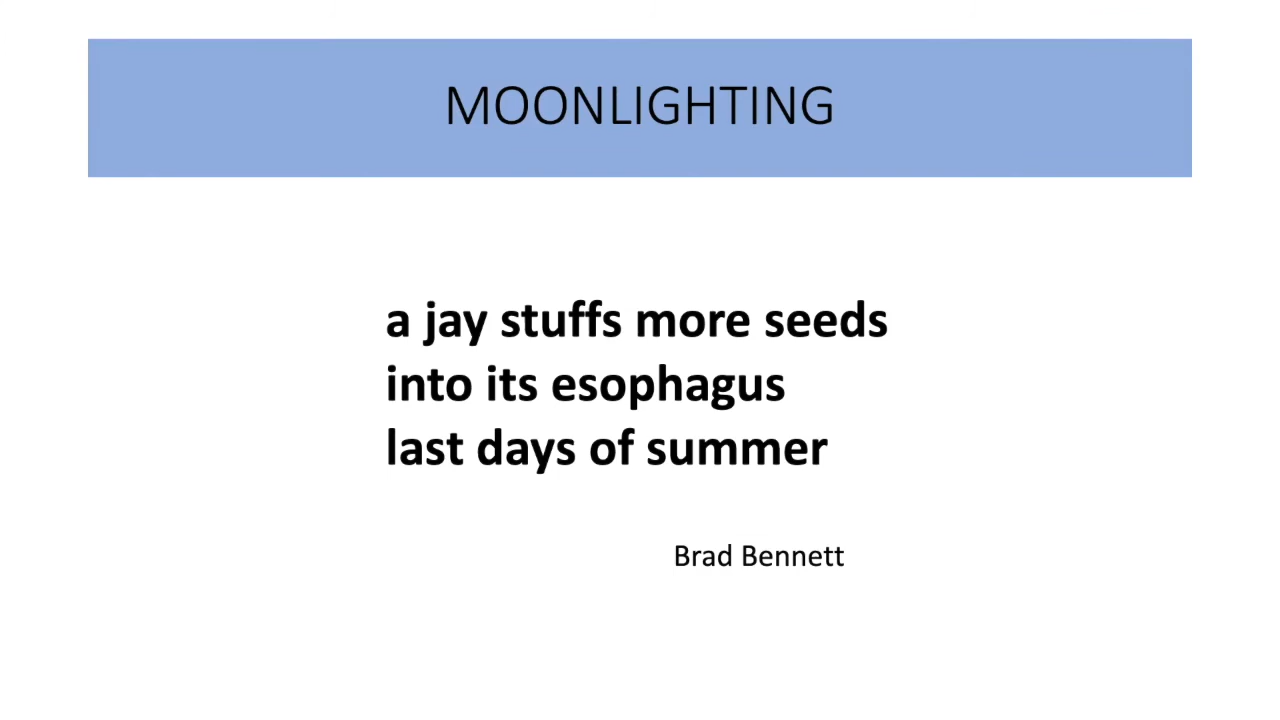 MOONLIGHTING
a jay stuffs more seeds
into its esophagus
last days of summer
Brad Bennett